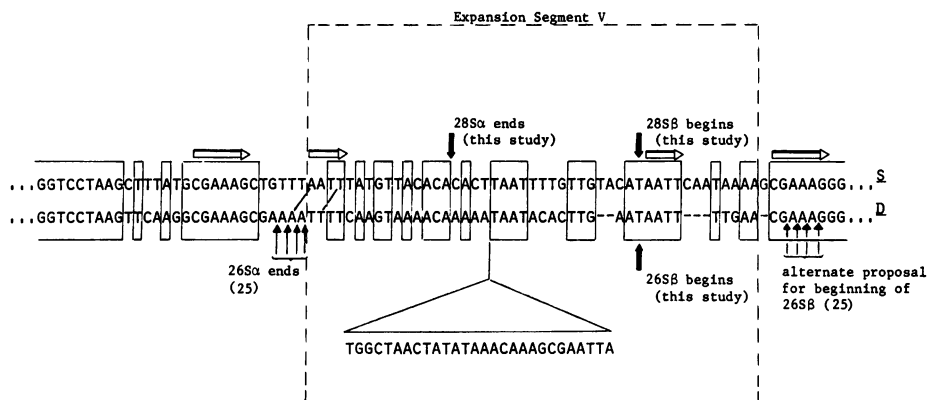 Expansion Segment V
28Sα ends
(this study)
28Sβ begins
(this study)
...GGTCCTAAGCTTTATGCGAAAGCTGTTTAATTTATGTTACACACACTTAATTTTGTTGTACATAATTCAATAAAAGCGAAAGGG... S
...GGTCCTAAGTTCAAGGCGAAAGCGAAAATTTTCAAGTAAAACAAAAATAATACACTTG--AATAATT---TTGAA-CGAAAGGG... D
26Sα ends
(25)
26Sβ begins
(this study)
alternate proposal
for beginning of
26Sβ (25)
TGGCTAACTATATAAACAAAGCGAATTA